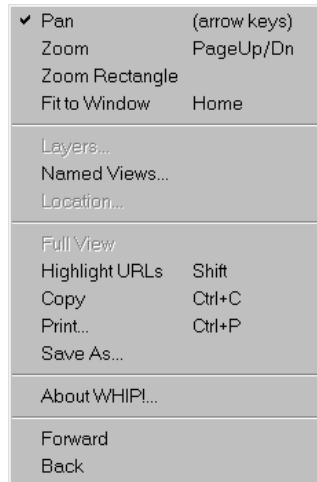 Pan (arrow keys)
Zoom PageUp/Dn
Zoom Rectangle
Fit to Window Home
Layers...
Named Views...
Location...
Full View
Highlight URLs Shift
Copy Ctrl+C
Print... Ctrl+P
Save As...
About WHIP!...
Forward
Back